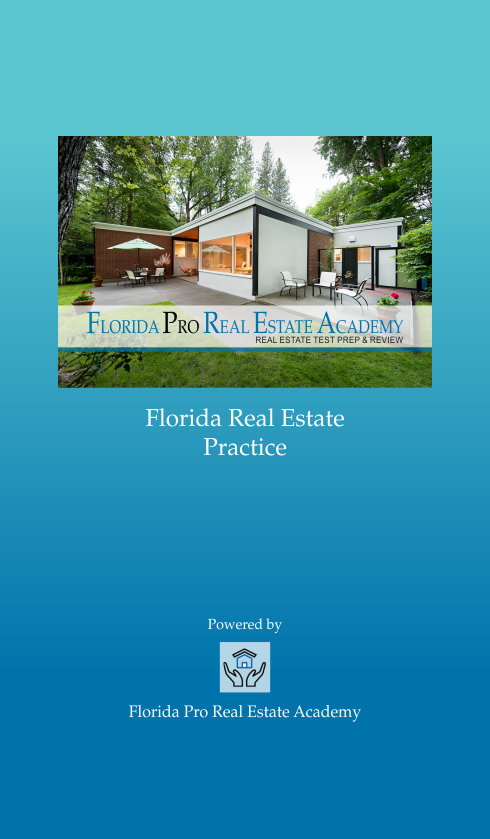 FLORIDA PRO REAL ESTATE ACADEMY
REAL ESTATE TEST PREP & REVIEW
Florida Real Estate
Practice
Powered by
Florida Pro Real Estate Academy